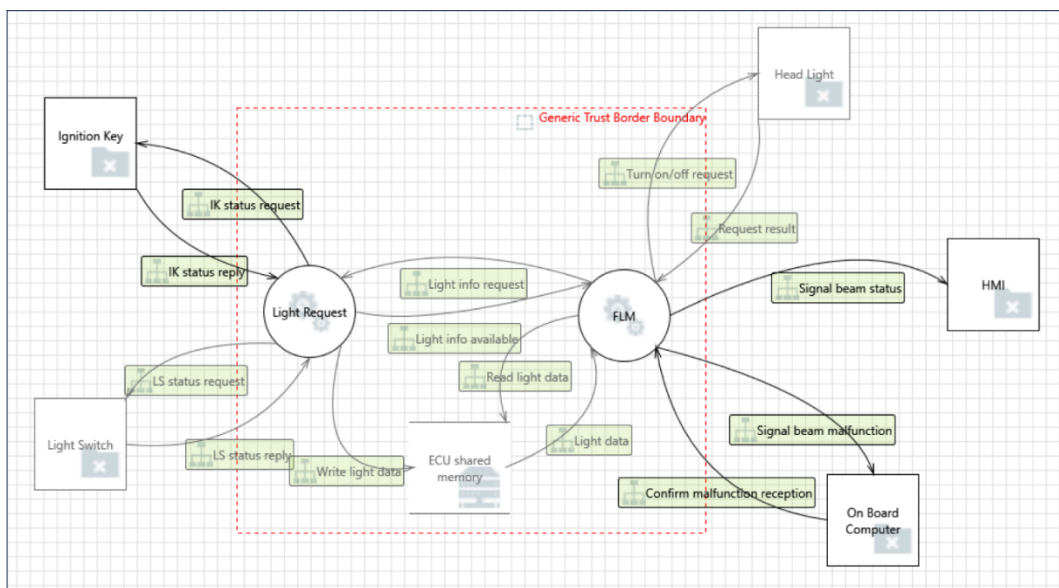 Head Light
Generic Trust Border Boundary
Ignition Key
Turn on/off request
IK status request
Request result
IK status reply
Light info request
Signal beam status
HMI
Light Request
FLM
Light info available
LS status request
Read light data
Signal beam malfunction
Light Switch
LS status reply
Light data
ECU shared
memory
Write light data
Confirm malfunction reception
On Board
Computer